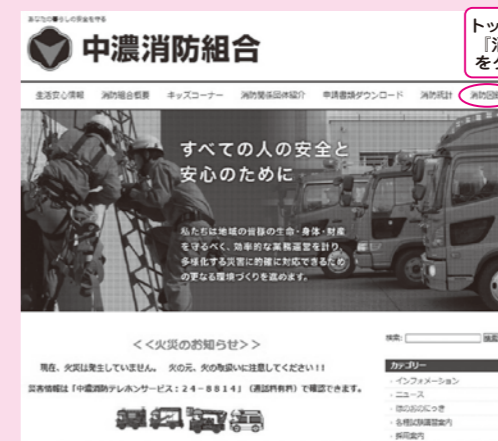 あなたの暮らしの安全を守る
中濃消防組合
トッ
『消
をク
生活安心情報 消防組合概要 キッズコーナー 消防関係団体紹介 申請書類ダウンロード 消防統計 消防図
すべての人の安全と
安心のために
私たちは地域の皆様の生命・身体・財産
を守るべく、効率的な業務運営を計り、
多様化する災害に的確に対応できるため
の更なる環境づくりを進めます。
<<火災のお知らせ>>
検索:
検索
現在、火災は発生していません。 火の元、火の取扱いに注意してください!!
カテゴリー
インフォメーション
災害情報は「中濃消防テレホンサービス:24-8814」(通話料有料)で確認できます。
ニュース
各種試験講習案内
採用案内